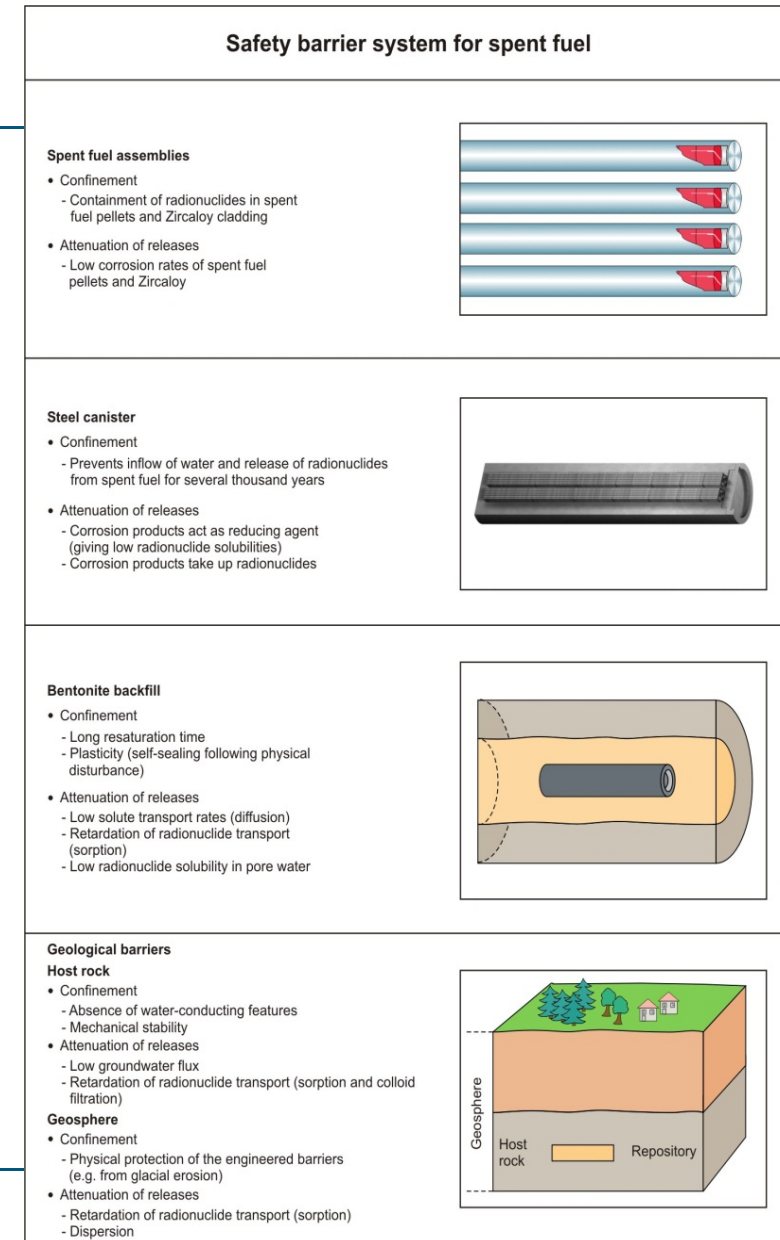 Safety barrier system for spent fuel
Spent fuel assemblies
• Confinement
- Containment of radionuclides in spent
fuel pellets and Zircaloy cladding
• Attenuation of releases
- Low corrosion rates of spent fuel
pellets and Zircaloy
Steel canister
• Confinement
- Prevents inflow of water and release of radionuclides
from spent fuel for several thousand years
• Attenuation of releases
- Corrosion products act as reducing agent
(giving low radionuclide solubilities)
- Corrosion products take up radionuclides
Bentonite backfill
• Confinement
- Long resaturation time
- Plasticity (self-sealing following physical
disturbance)
• Attenuation of releases
- Low solute transport rates (diffusion)
- Retardation of radionuclide transport
(sorption)
- Low radionuclide solubility in pore water
Geological barriers
Host rock
• Confinement
- Absence of water-conducting features
- Mechanical stability
• Attenuation of releases
- Low groundwater flux
- Retardation of radionuclide transport (sorption and colloid
filtration)
Geosphere
• Confinement
- Physical protection of the engineered barriers
(e.g. from glacial erosion)
• Attenuation of releases
- Retardation of radionuclide transport (sorption)
- Dispersion
Geosphere
Host
rock
Repository